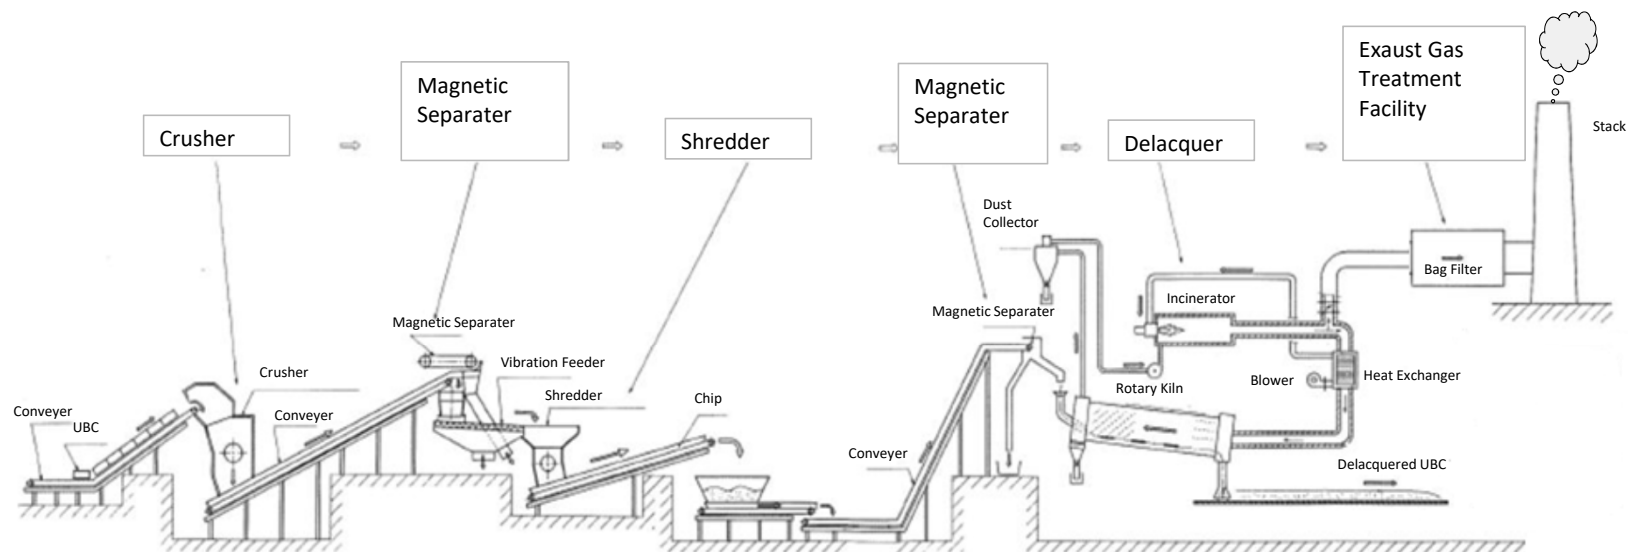 Crusher
Magnetic
Separater
Shredder
Magnetic
Separater
Delacquer
Exaust Gas
Treatment
Facility
Stack
Dust
Collector
Bag Filter
Incinerator
Magnetic Separater
Magnetic Separater
Vibration Feeder
Crusher
Shredder
Rotary Kiln
Blower
Heat Exchanger
Conveyer
UBC
Conveyer
Chip
Conveyer
Delacquered UBC